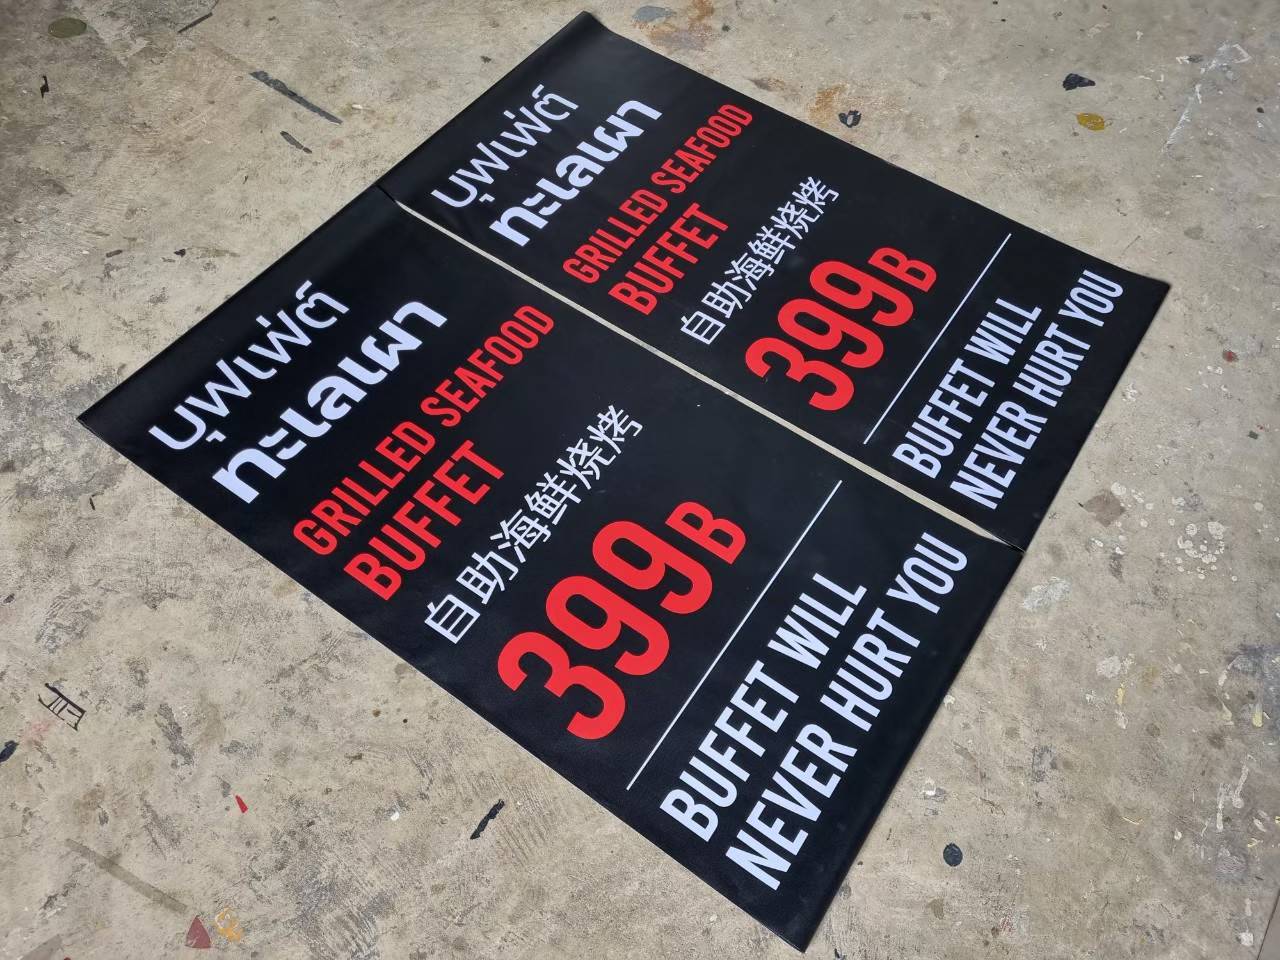 บุฟเฟ่ต์
ทะเลเผา
GRILLED SEAFOOD
BUFFET
自助海鲜烧烤
399B
BUFFET WILL
NEVER HURT YOU
บุฟเฟ่ต์
ทะเลเผา
GRILLED SEAFOOD
BUFFET
自助海鲜烧烤
399B
BUFFET WILL
NEVER HURT YOU